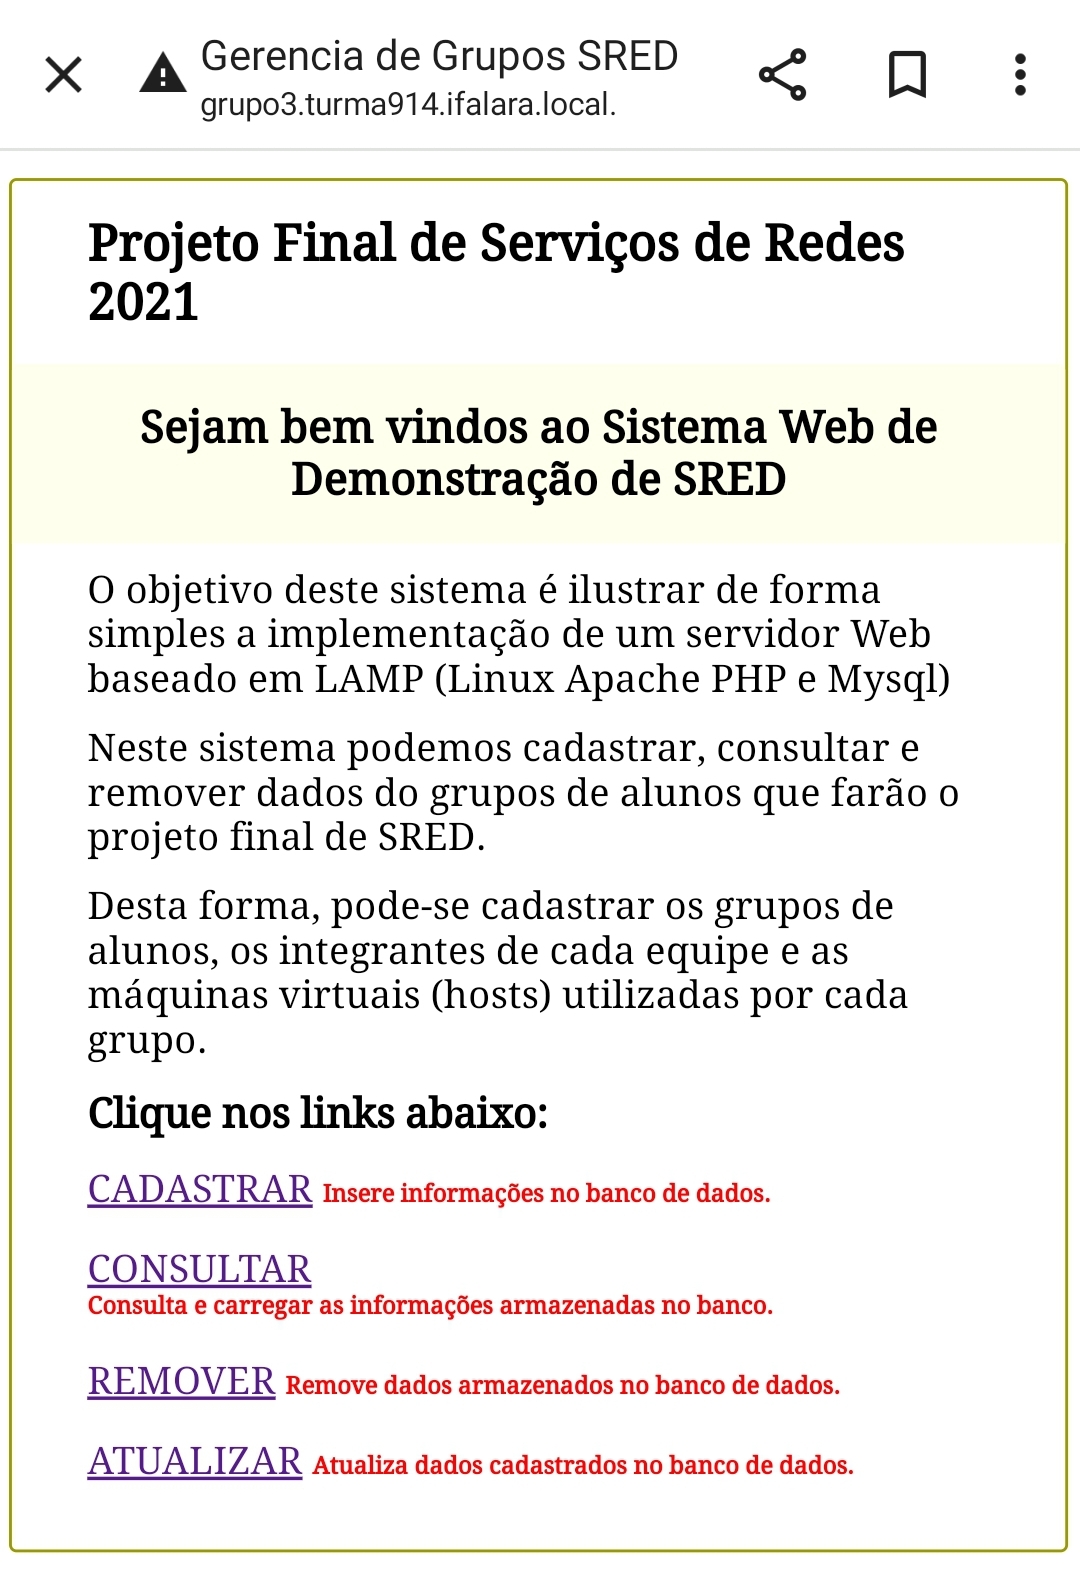 Gerencia de Grupos SRED
grupo3.turma914.ifalara.local.
Projeto Final de Serviços de Redes
2021
Sejam bem vindos ao Sistema Web de
Demonstração de SRED
O objetivo deste sistema é ilustrar de forma
simples a implementação de um servidor Web
baseado em LAMP (Linux Apache PHP e Mysql)
Neste sistema podemos cadastrar, consultar e
remover dados do grupos de alunos que farão o
projeto final de SRED.
Desta forma, pode-se cadastrar os grupos de
alunos, os integrantes de cada equipe e as
máquinas virtuais (hosts) utilizadas por cada
grupo.
Clique nos links abaixo:
CADASTRAR Insere informações no banco de dados.
CONSULTAR
Consulta e carregar as informações armazenadas no banco.
REMOVER Remove dados armazenados no banco de dados.
ATUALIZAR Atualiza dados cadastrados no banco de dados.